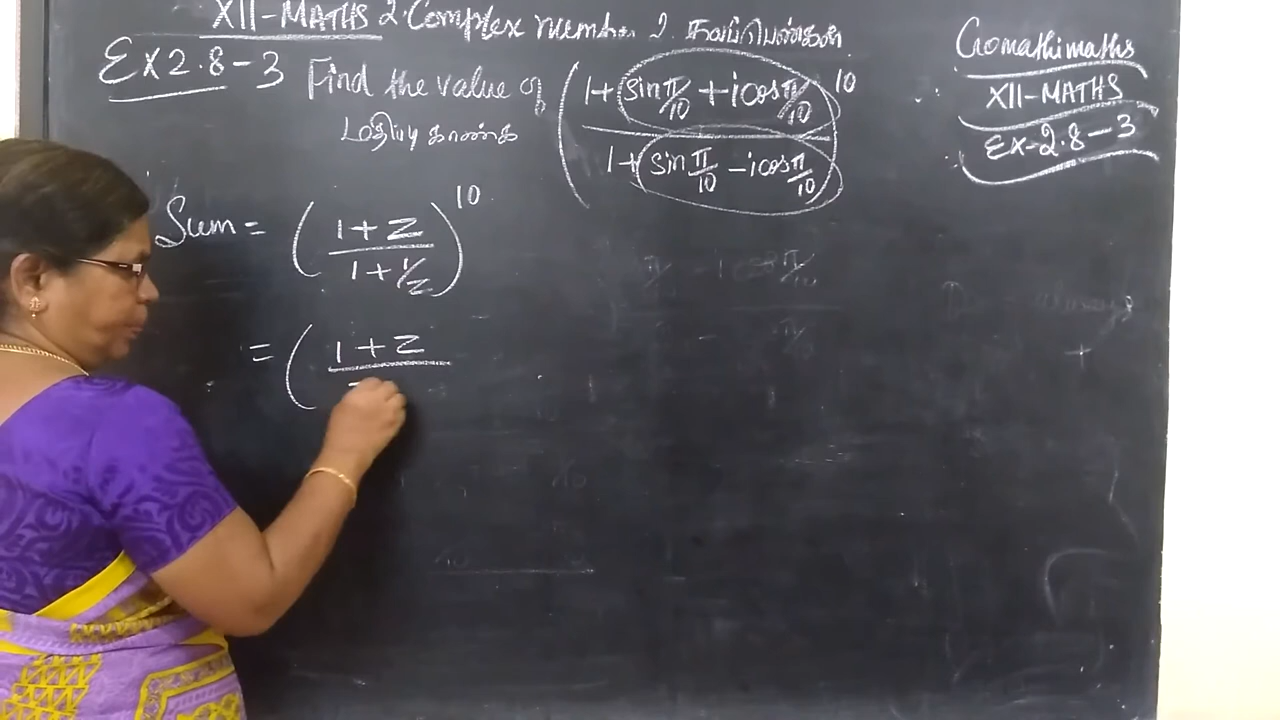 XII-MATHS 2. Complex number 2. கலப்பெண்கள்
Ex 2.8-3 Find the value of (1+sin π/10 + i cos π/10 / 1+sin π/10 - i cos π/10)^10
மதிப்பு காண்க
Gomathimaths
XII-MATHS
Ex-2.8-3
Sum = (1+z / 1+1/z)^10
= (1+z